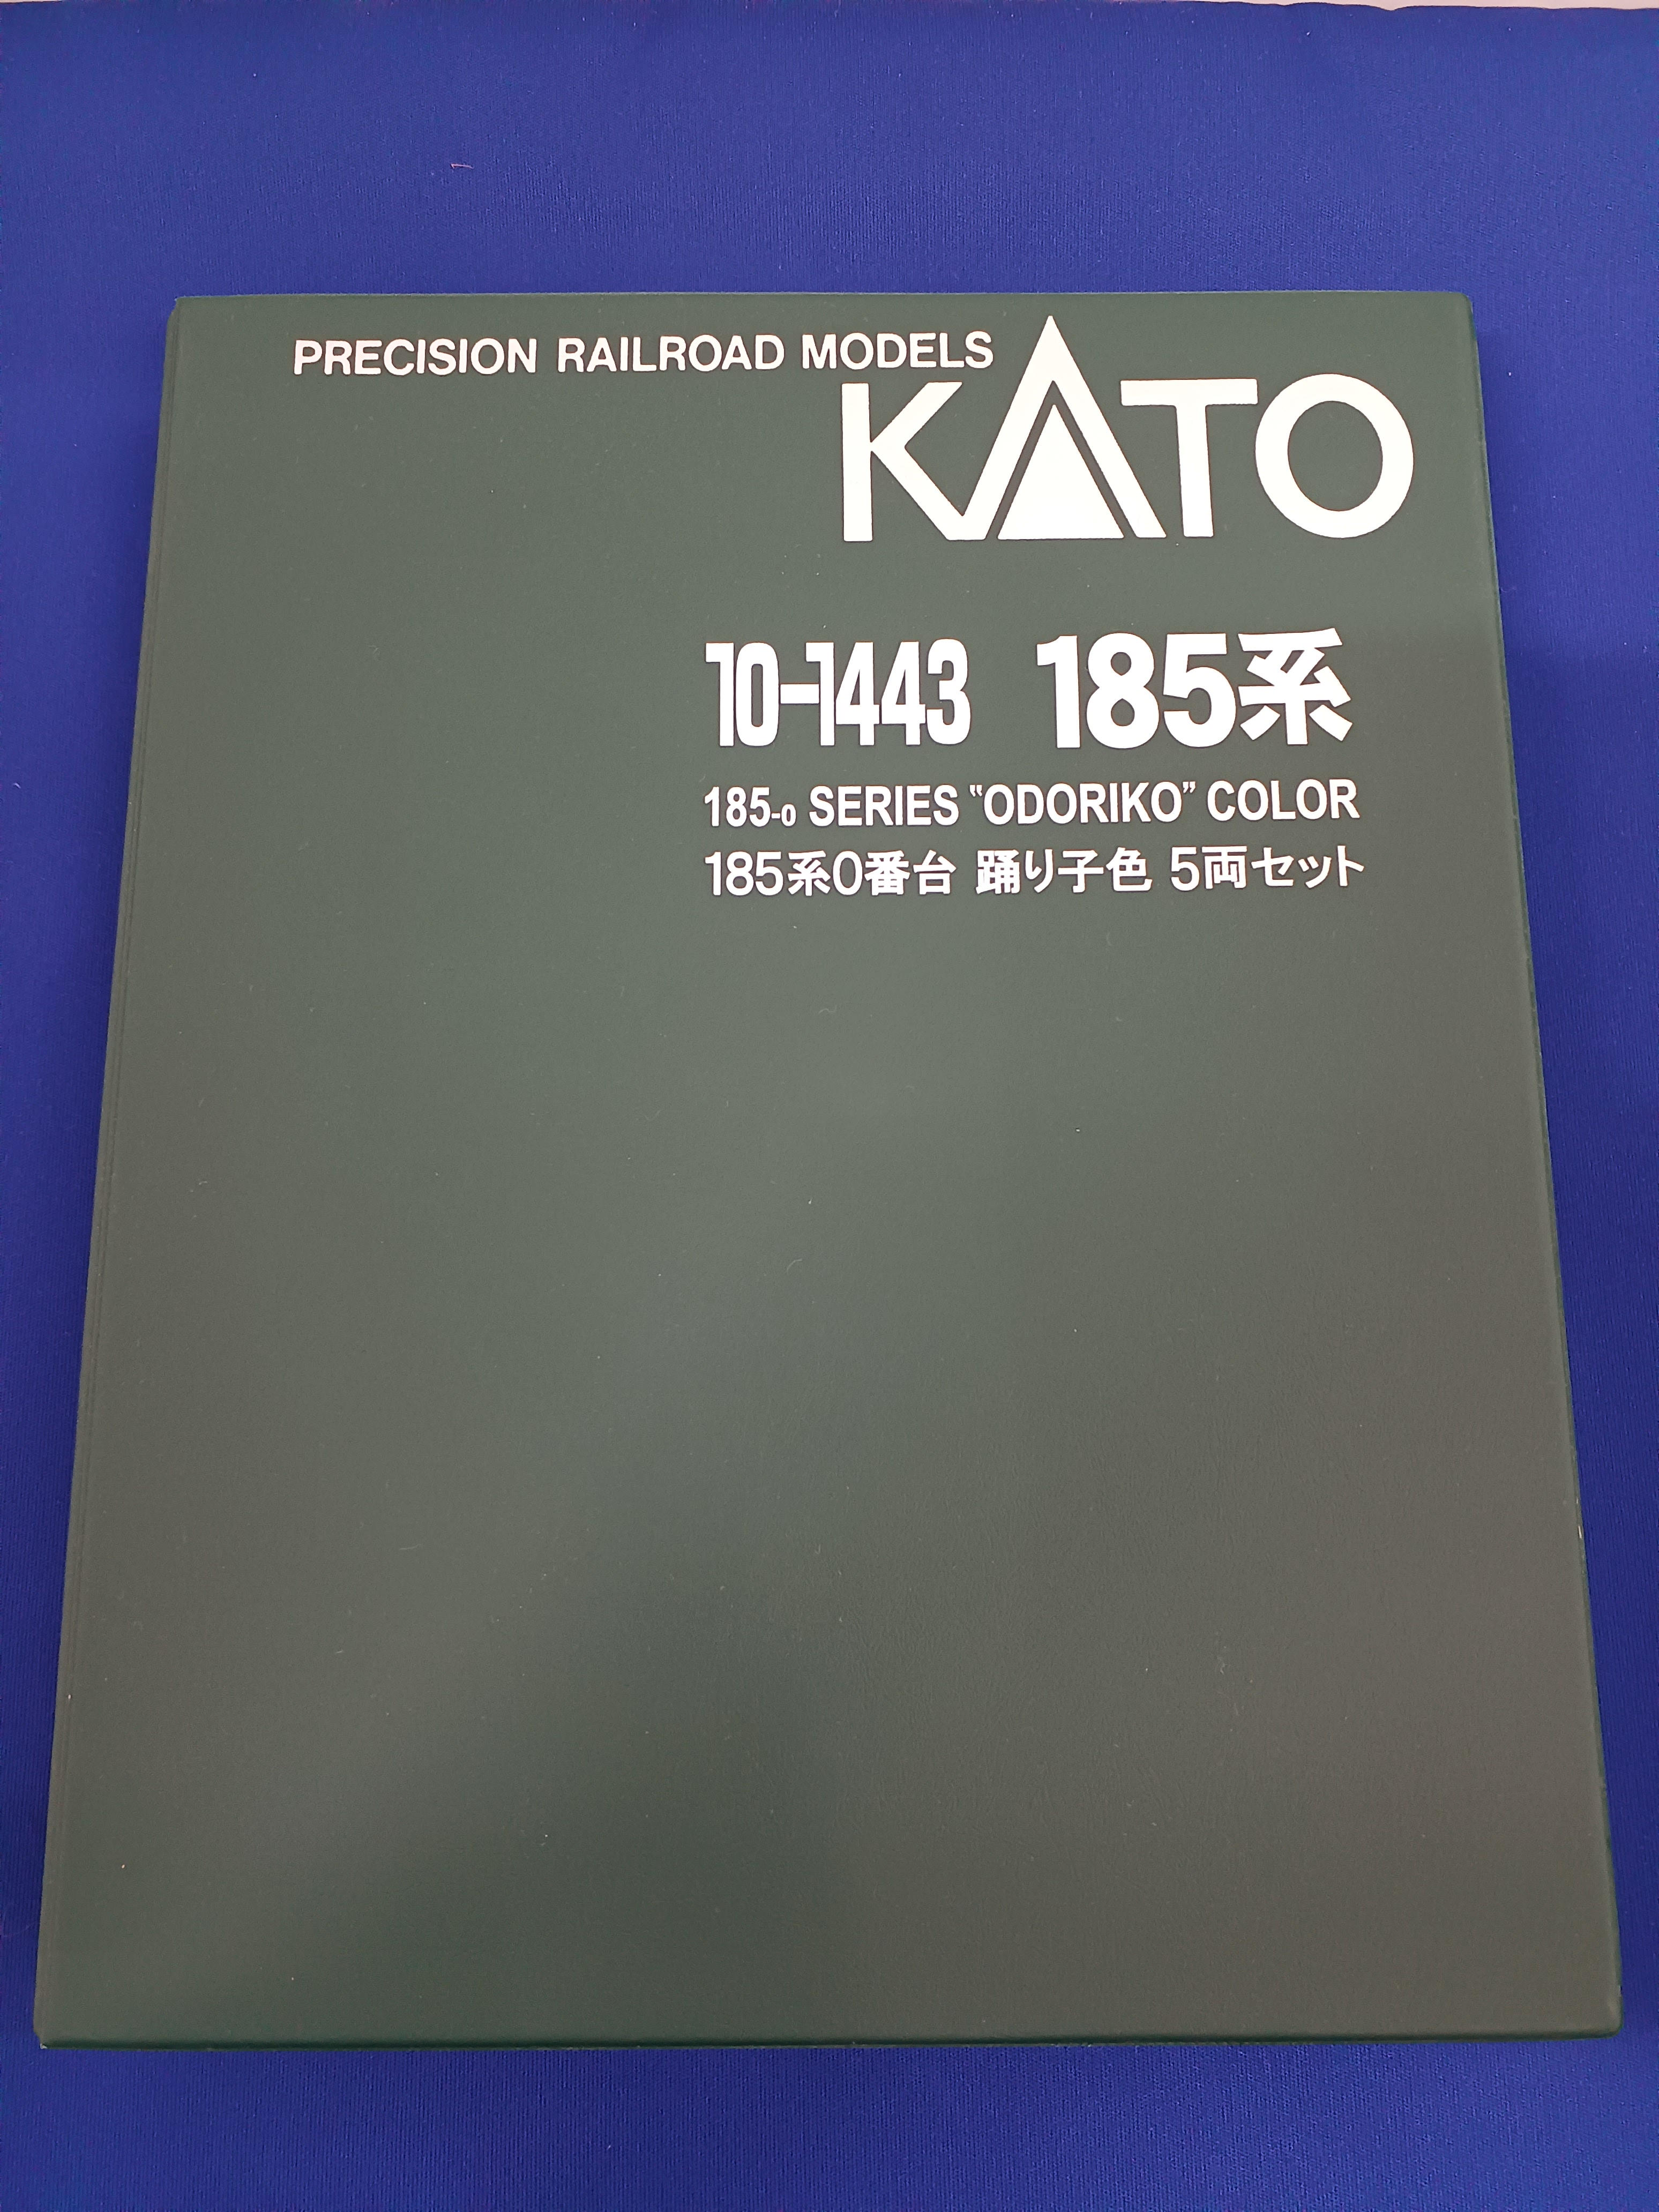 PRECISION RAILROAD MODELS
KATO
10-1443 185系
185-0 SERIES "ODORIKO" COLOR
185系0番台 踊り子色 5両セット